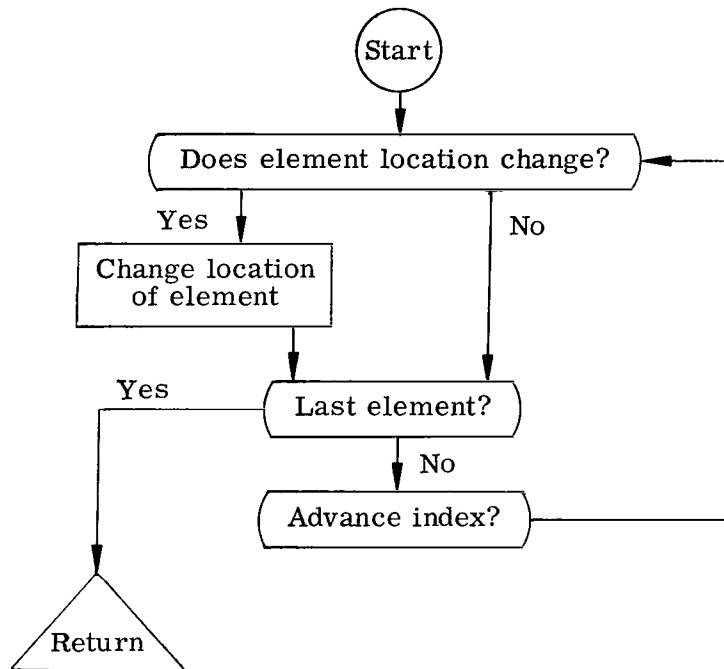 Start
Does element location change?
Yes
No
Change location
of element
Yes
Last element?
No
Advance index?
Return